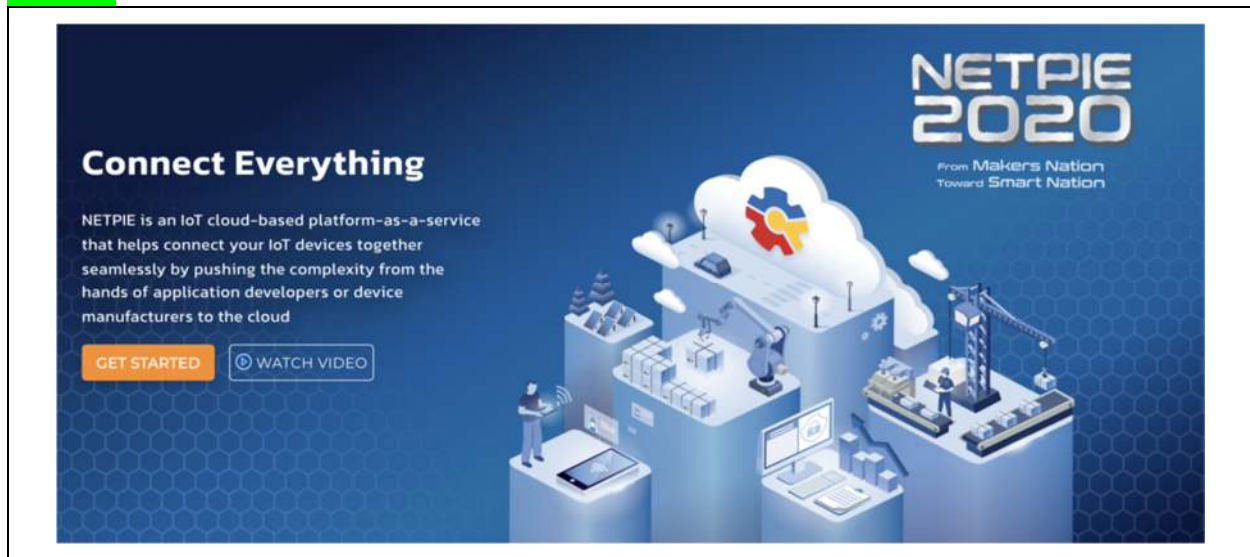 NETPIE
2020
From Makers Nation
Toward Smart Nation
Connect Everything
NETPIE is an IoT cloud-based platform-as-a-service
that helps connect your IoT devices together
seamlessly by pushing the complexity from the
hands of application developers or device
manufacturers to the cloud
GET STARTED
WATCH VIDEO